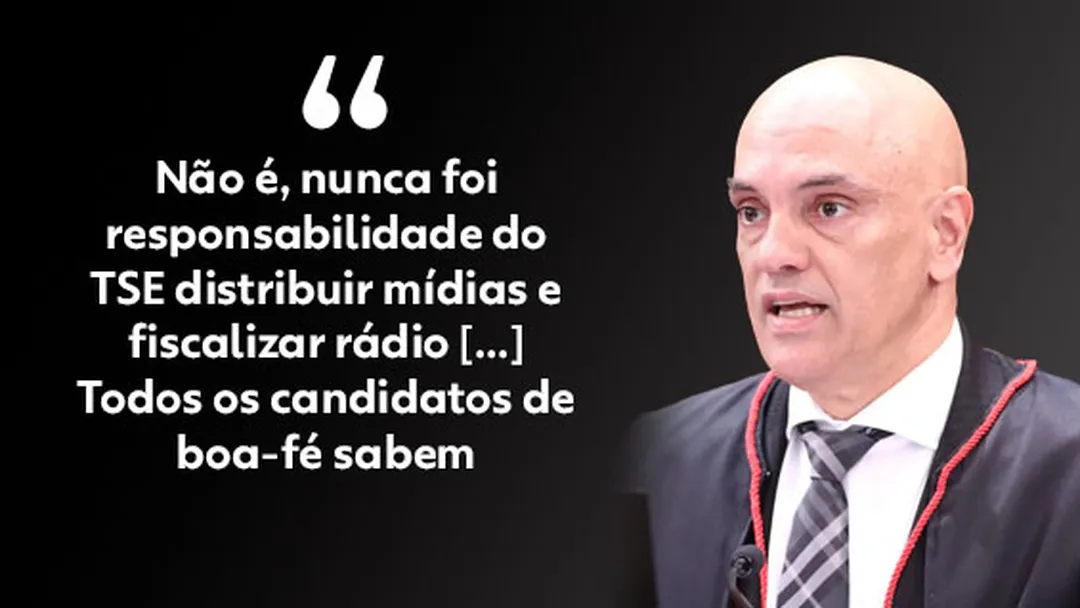 “
Não é, nunca foi
responsabilidade do
TSE distribuir mídias e
fiscalizar rádio [...]
Todos os candidatos de
boa-fé sabem